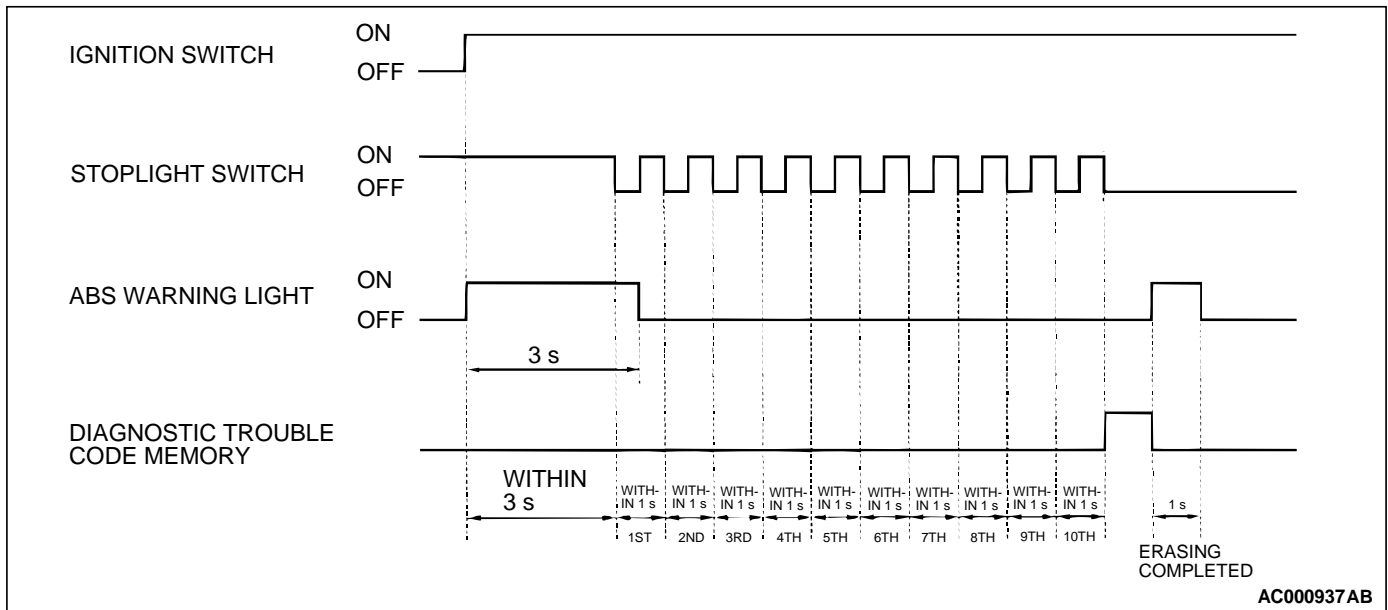 IGNITION SWITCH
ON
OFF
STOPLIGHT SWITCH
ON
OFF
ABS WARNING LIGHT
ON
OFF
3 s
DIAGNOSTIC TROUBLE
CODE MEMORY
WITHIN
3 s
WITH-
IN 1 s
1ST
WITH-
IN 1 s
2ND
WITH-
IN 1 s
3RD
WITH-
IN 1 s
4TH
WITH-
IN 1 s
5TH
WITH-
IN 1 s
6TH
WITH-
IN 1 s
7TH
WITH-
IN 1 s
8TH
WITH-
IN 1 s
9TH
WITH-
IN 1 s
10TH
1 s
ERASING
COMPLETED
AC000937AB